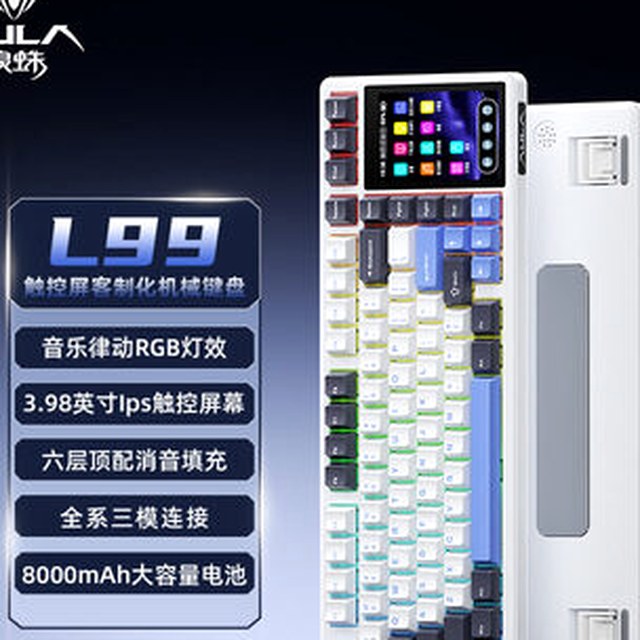 L99
触控屏客制化机械键盘
音乐律动RGB灯效
3.98英寸Ips触控屏幕
六层顶配消音填充
全系三模连接
8000mAh大容量电池
AULA